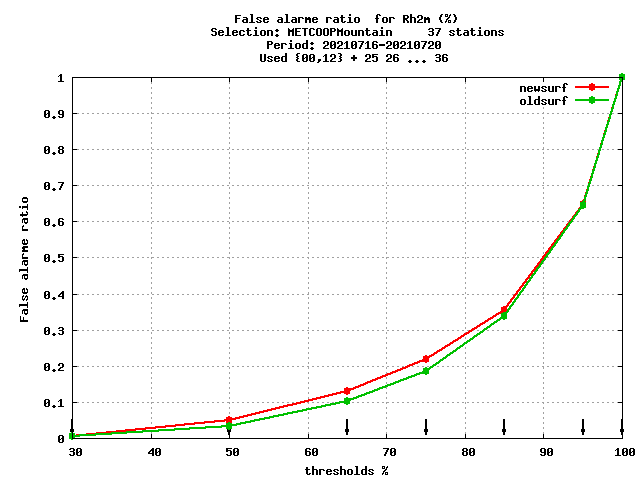 False alarme ratio  for Rh2m (%)
Selection: METCOOPMountain     37 stations
Period: 20210716-20210720
Used {00,12} + 25 26 ... 36
newsurf
oldsurf
1
0.9
0.8
0.7
0.6
0.5
0.4
0.3
0.2
0.1
0
False alarme ratio
30 40 50 60 70 80 90 100
thresholds %